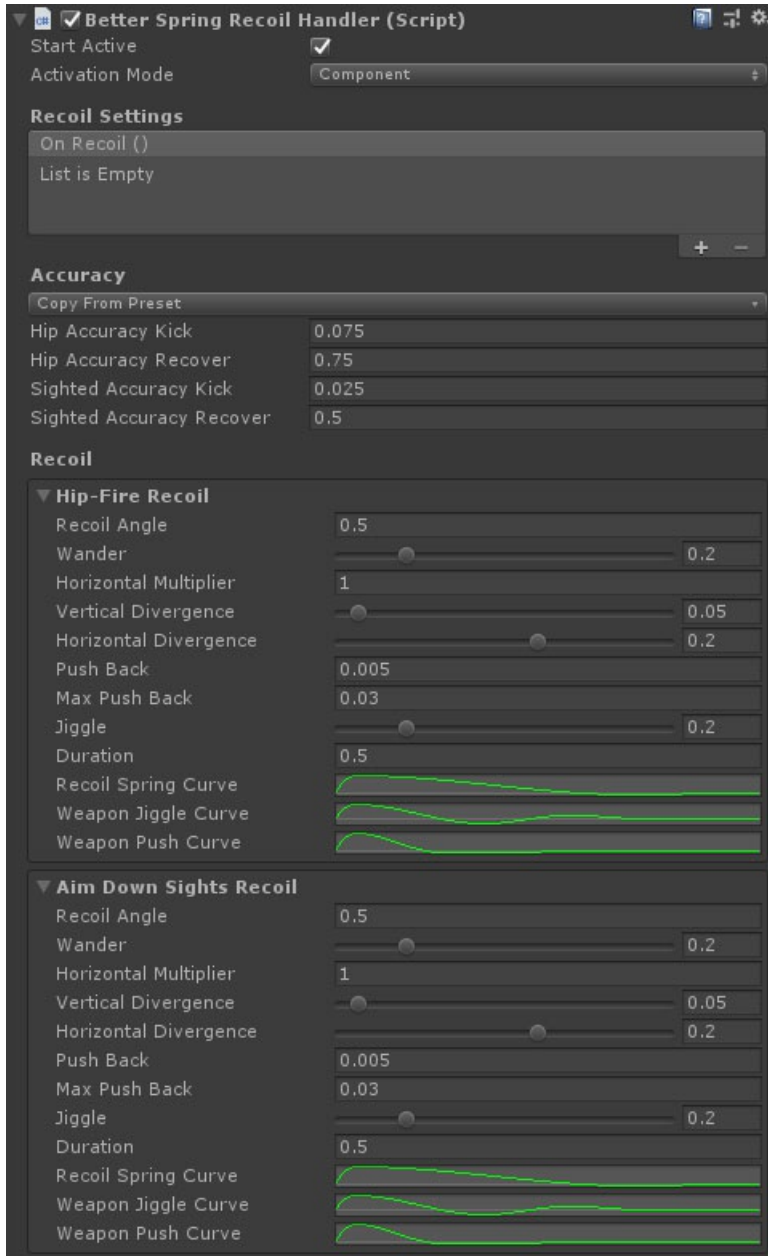 Better Spring Recoil Handler (Script)
Start Active
Activation Mode Component
Recoil Settings
On Recoil ()
List is Empty
+ −
Accuracy
Copy From Preset
Hip Accuracy Kick 0.075
Hip Accuracy Recover 0.75
Sighted Accuracy Kick 0.025
Sighted Accuracy Recover 0.5
Recoil
Hip-Fire Recoil
Recoil Angle 0.5
Wander 0.2
Horizontal Multiplier 1
Vertical Divergence 0.05
Horizontal Divergence 0.2
Push Back 0.005
Max Push Back 0.03
Jiggle 0.2
Duration 0.5
Recoil Spring Curve
Weapon Jiggle Curve
Weapon Push Curve
Aim Down Sights Recoil
Recoil Angle 0.5
Wander 0.2
Horizontal Multiplier 1
Vertical Divergence 0.05
Horizontal Divergence 0.2
Push Back 0.005
Max Push Back 0.03
Jiggle 0.2
Duration 0.5
Recoil Spring Curve
Weapon Jiggle Curve
Weapon Push Curve